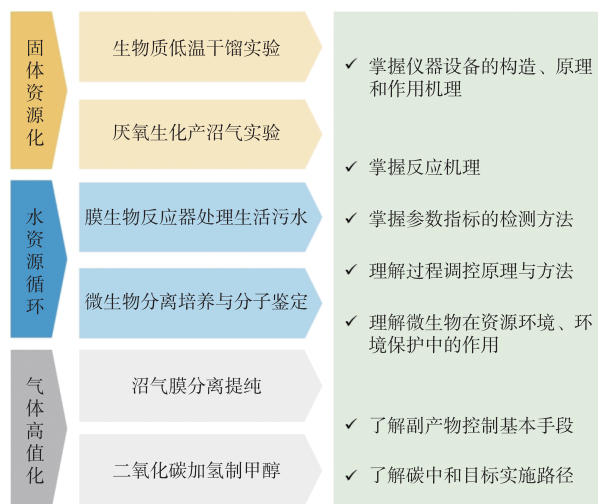 固体资源化
生物质低温干馏实验
厌氧生化产沼气实验
水资源循环
膜生物反应器处理生活污水
微生物分离培养与分子鉴定
气体高值化
沼气膜分离提纯
二氧化碳加氢制甲醇
✓ 掌握仪器设备的构造、原理
和作用机理
✓ 掌握反应机理
✓ 掌握参数指标的检测方法
✓ 理解过程调控原理与方法
✓ 理解微生物在资源环境、环
境保护中的作用
✓ 了解副产物控制基本手段
✓ 了解碳中和目标实施路径